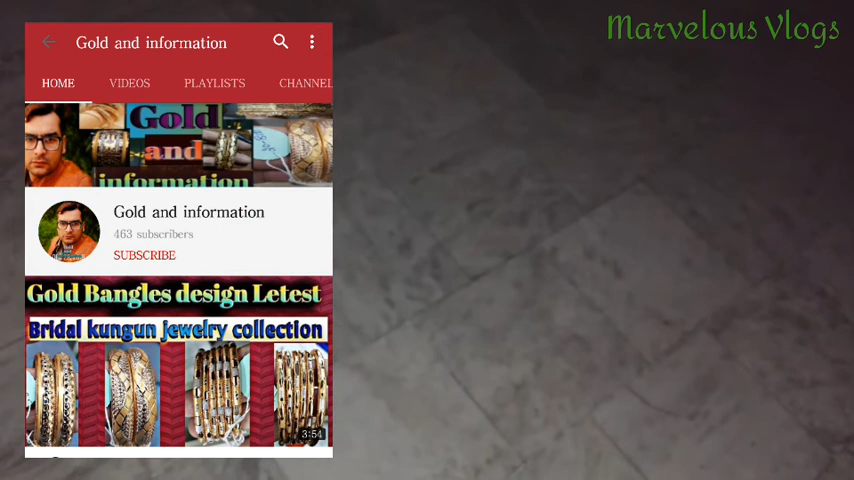 Marvelous Vlogs
Gold and information
HOME VIDEOS PLAYLISTS CHANNEL
Gold
and
information
Gold and information
463 subscribers
SUBSCRIBE
Gold Bangles design Letest
Bridal kungun jewelry collection
3:54